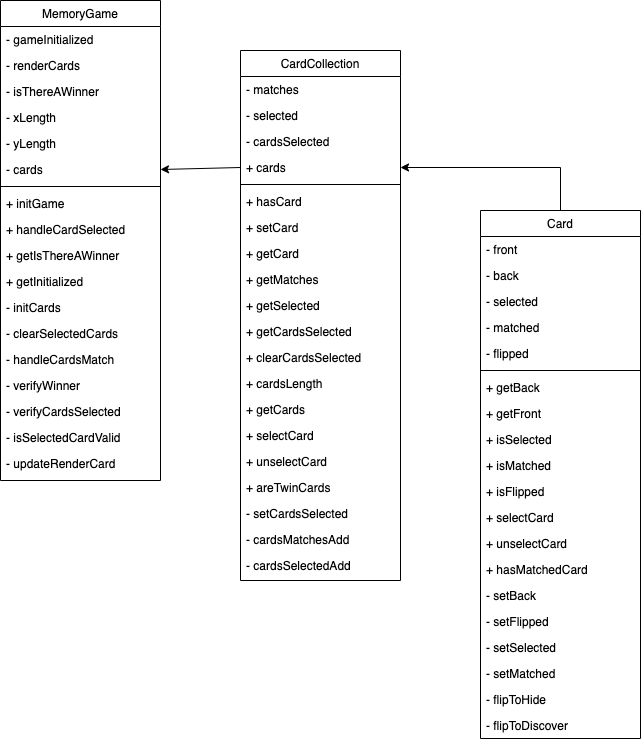 MemoryGame
- gameInitialized
- renderCards
- isThereAWinner
- xLength
- yLength
- cards
+ initGame
+ handleCardSelected
+ getIsThereAWinner
+ getInitialized
- initCards
- clearSelectedCards
- handleCardsMatch
- verifyWinner
- verifyCardsSelected
- isSelectedCardValid
- updateRenderCard
CardCollection
- matches
- selected
- cardsSelected
+ cards
+ hasCard
+ setCard
+ getCard
+ getMatches
+ getSelected
+ getCardsSelected
+ clearCardsSelected
+ cardsLength
+ getCards
+ selectCard
+ unselectCard
+ areTwinCards
- setCardsSelected
- cardsMatchesAdd
- cardsSelectedAdd
Card
- front
- back
- selected
- matched
- flipped
+ getBack
+ getFront
+ isSelected
+ isMatched
+ isFlipped
+ selectCard
+ unselectCard
+ hasMatchedCard
- setBack
- setFlipped
- setSelected
- setMatched
- flipToHide
- flipToDiscover